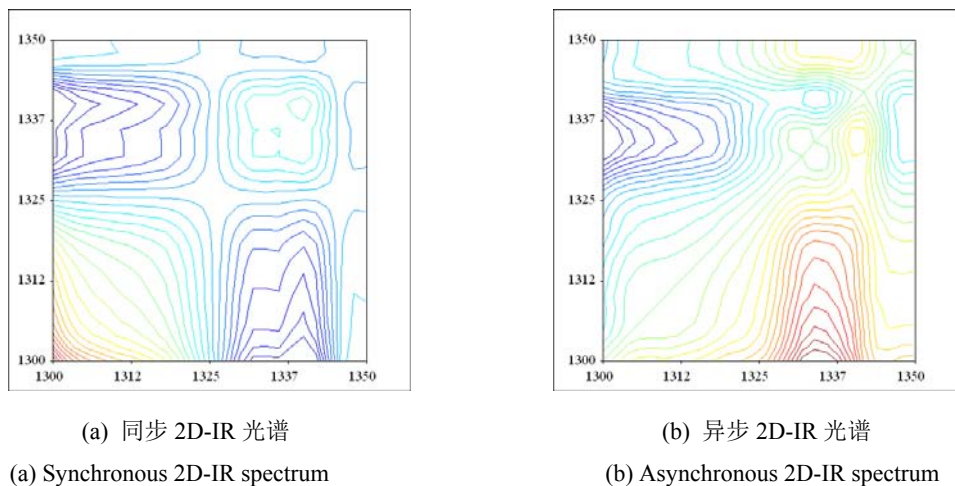 1350
1337
1325
1312
1300
1300 1312 1325 1337 1350
1350
1337
1325
1312
1300
1300 1312 1325 1337 1350
(a) 同步 2D-IR 光谱
(b) 异步 2D-IR 光谱
(a) Synchronous 2D-IR spectrum
(b) Asynchronous 2D-IR spectrum